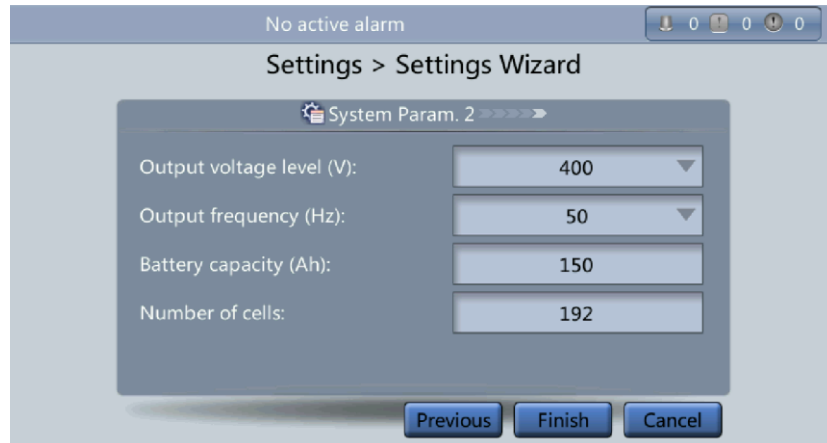 No active alarm 0 0 0
Settings > Settings Wizard
System Param. 2
Output voltage level (V): 400
Output frequency (Hz): 50
Battery capacity (Ah): 150
Number of cells: 192
Previous Finish Cancel